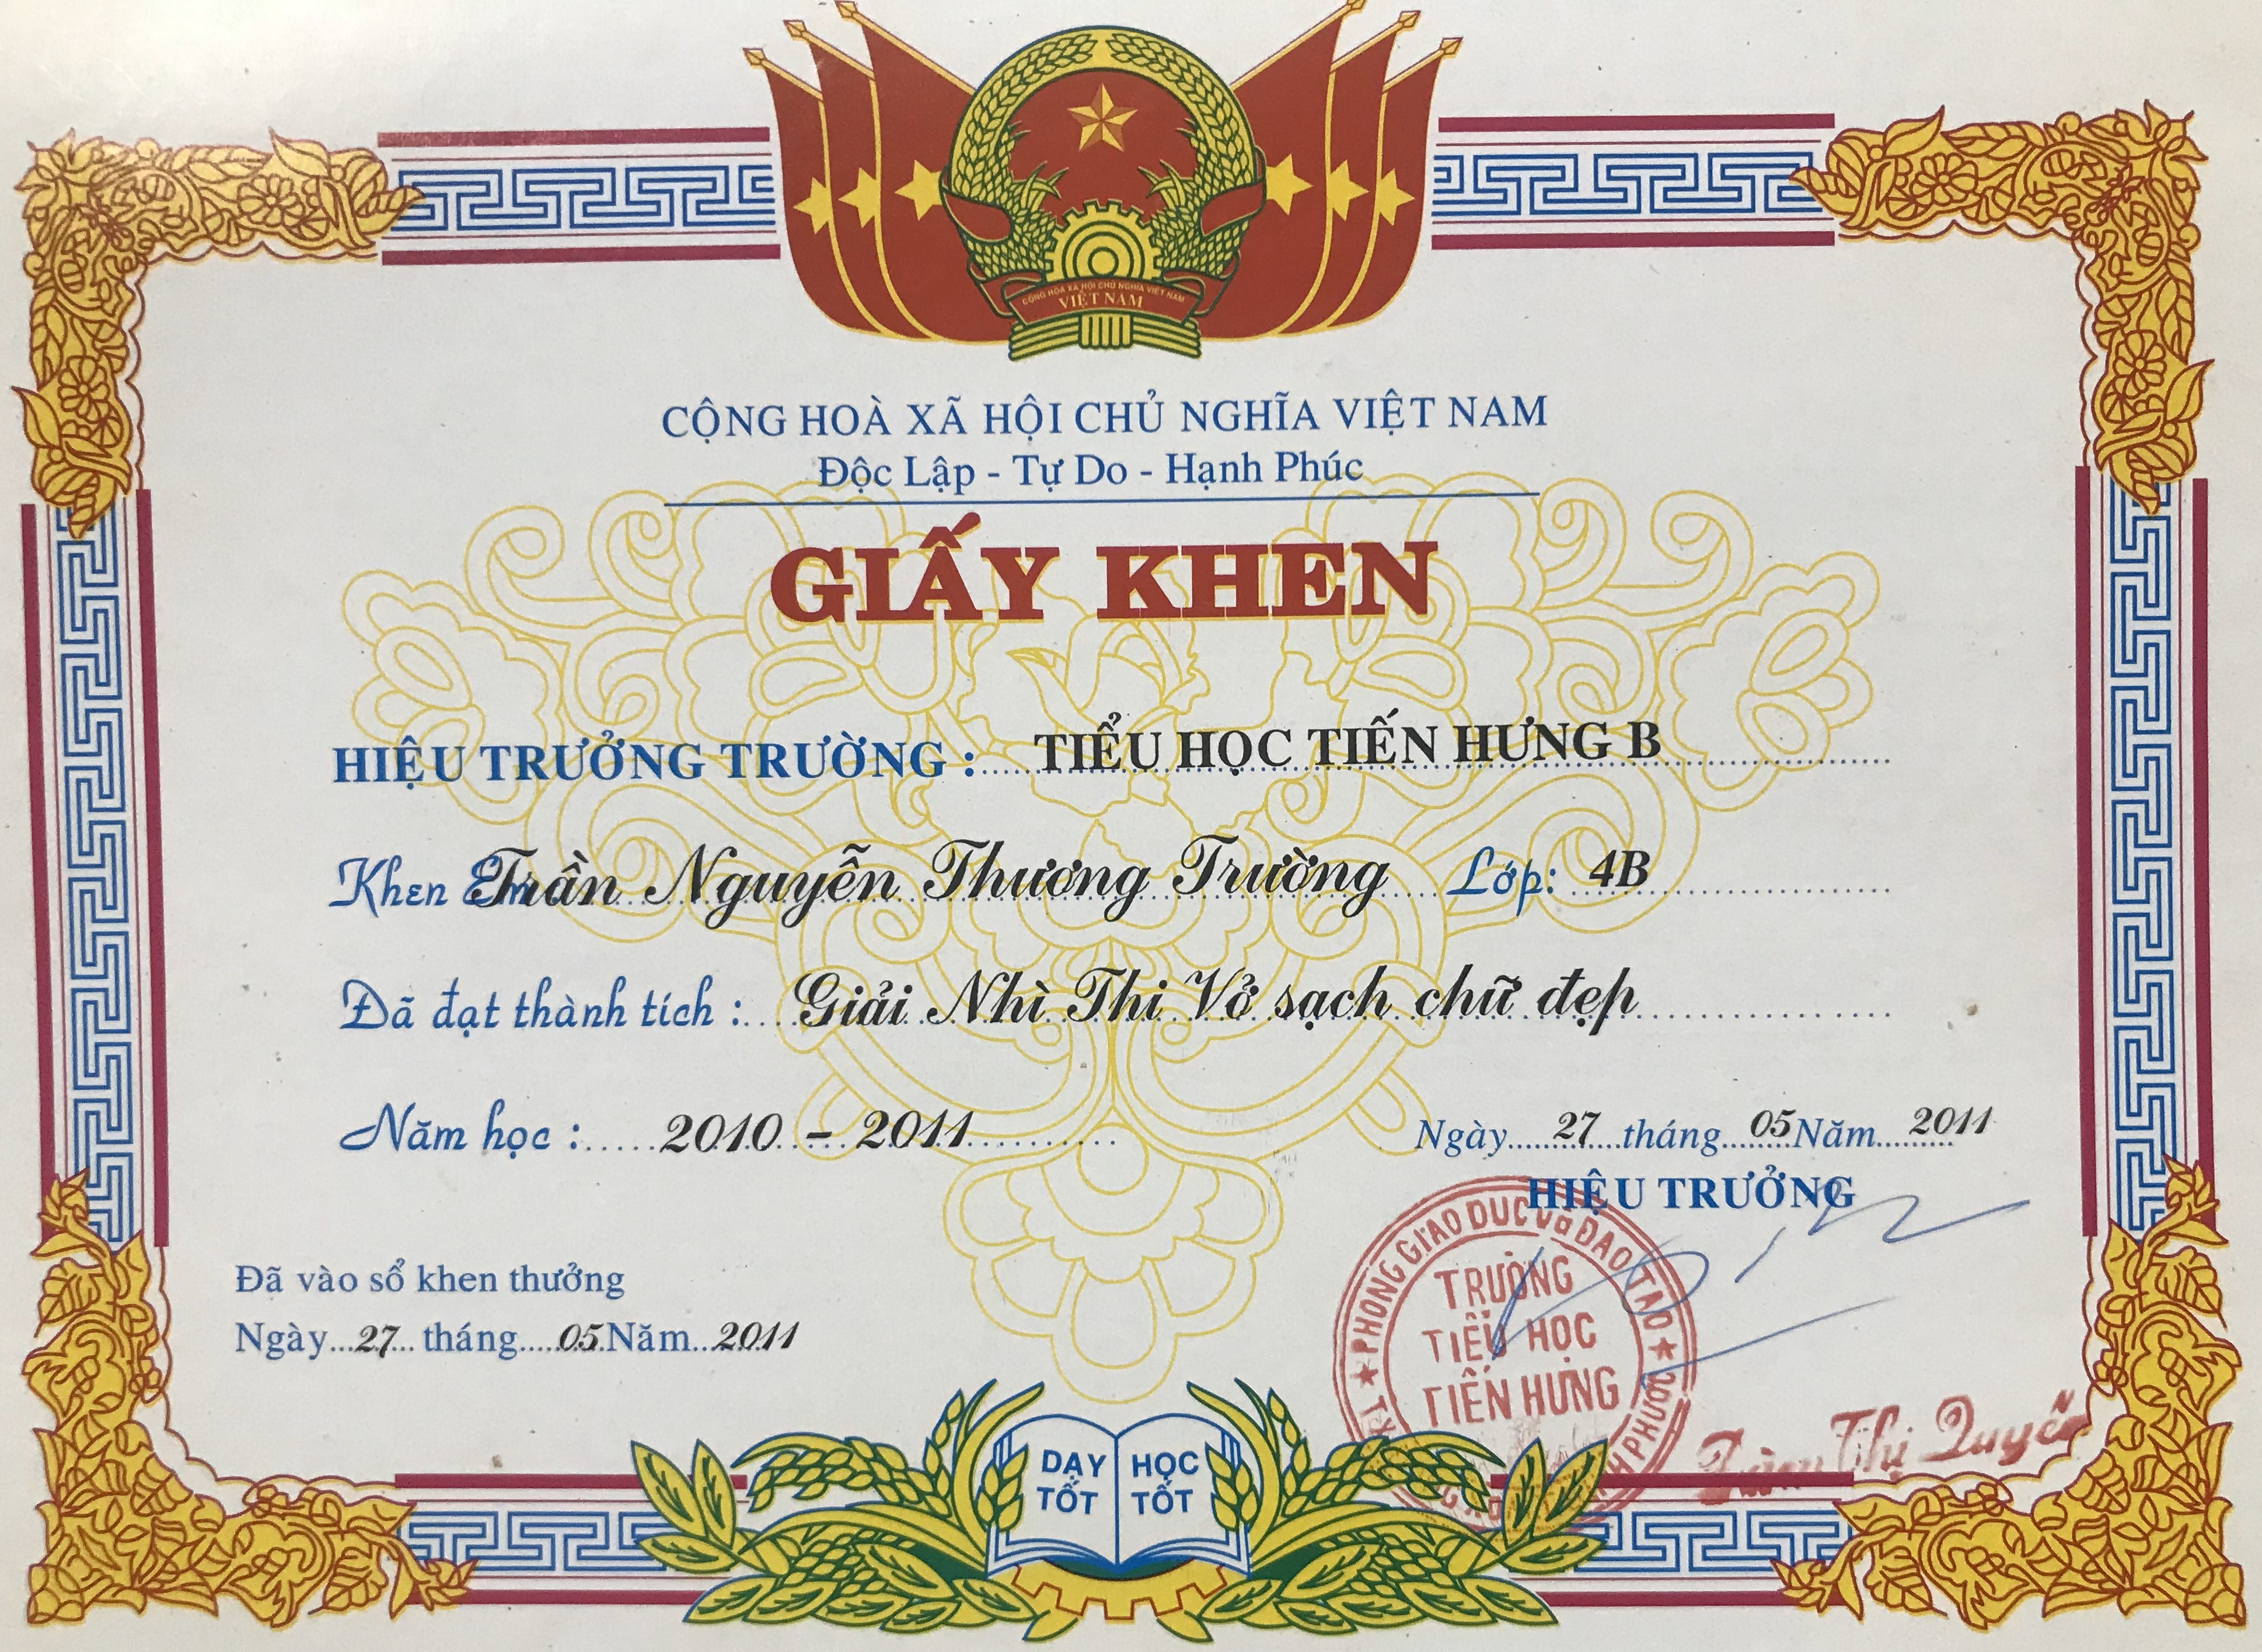 CỘNG HOÀ XÃ HỘI CHỦ NGHĨA VIỆT NAM
VIỆT NAM
CỘNG HOÀ XÃ HỘI CHỦ NGHĨA VIỆT NAM
Độc Lập - Tự Do - Hạnh Phúc
GIẤY KHEN
HIỆU TRƯỞNG TRƯỜNG : TIỂU HỌC TIẾN HƯNG B
Khen Em Trần Nguyễn Thương Trường Lớp: 4B
Đã đạt thành tích : Giải Nhì Thi Vở sạch chữ đẹp
Năm học : 2010 - 2011
Ngày 27 tháng 05 Năm 2011
HIỆU TRƯỞNG
PHÒNG GIÁO DỤC và ĐÀO TẠO
TRƯỜNG
TIỂU HỌC
TIẾN HƯNG
Đã vào sổ khen thưởng
Ngày 27 tháng 05 Năm 2011
Thị Quyến
DẠY TỐT
HỌC TỐT